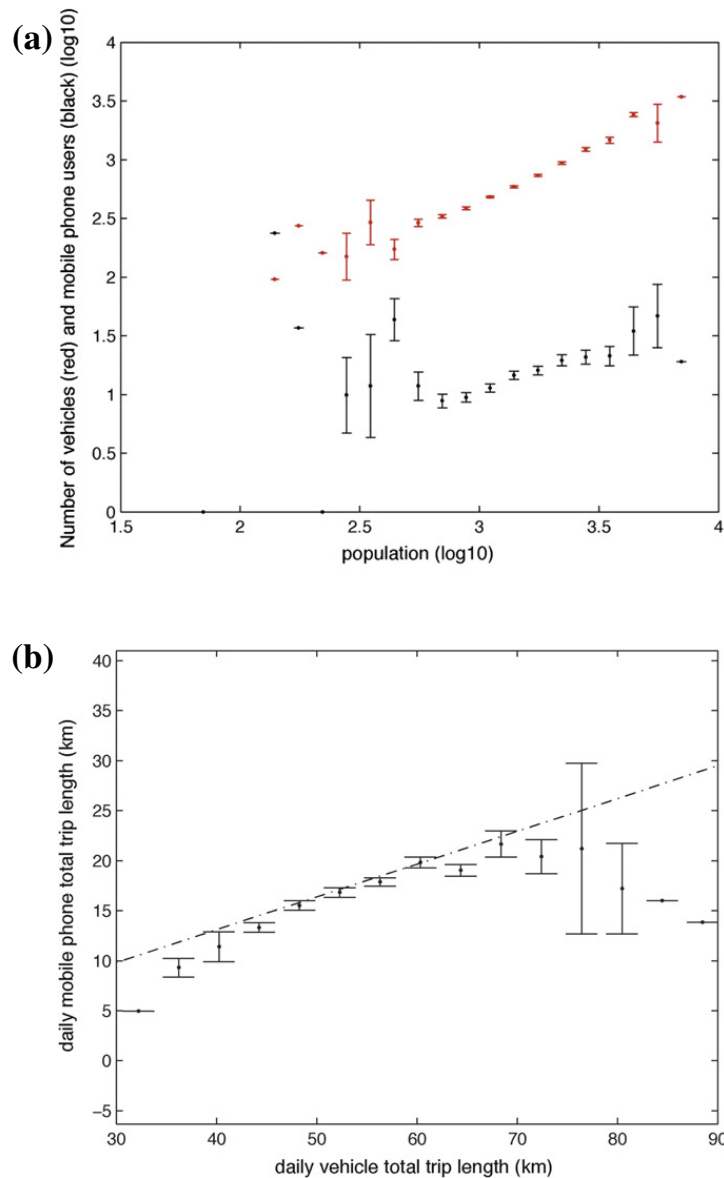 (a)
Number of vehicles (red) and mobile phone users (black) (log10)
4
3.5
3
2.5
2
1.5
1
0.5
0
1.5 2 2.5 3 3.5 4
population (log10)
(b)
daily mobile phone total trip length (km)
40
35
30
25
20
15
10
5
0
−5
30 40 50 60 70 80 90
daily vehicle total trip length (km)